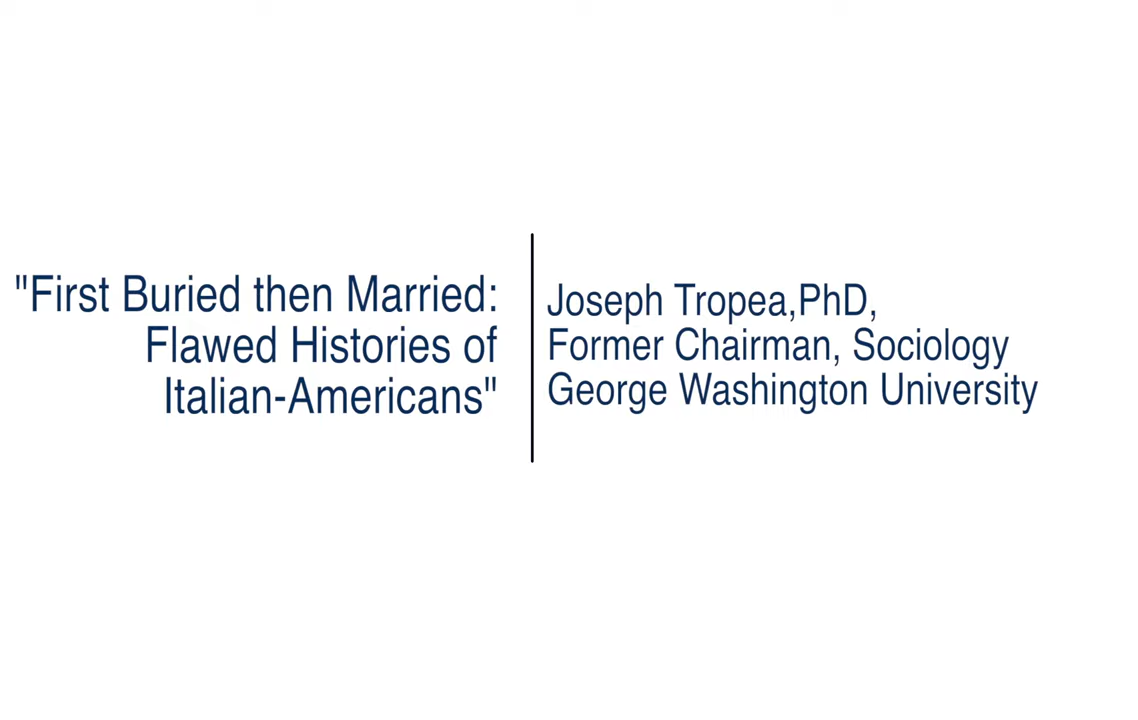 "First Buried then Married:
Flawed Histories of
Italian-Americans"
Joseph Tropea,PhD,
Former Chairman, Sociology
George Washington University